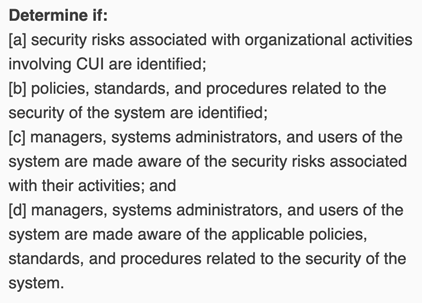 Determine if:
[a] security risks associated with organizational activities
involving CUI are identified;
[b] policies, standards, and procedures related to the
security of the system are identified;
[c] managers, systems administrators, and users of the
system are made aware of the security risks associated
with their activities; and
[d] managers, systems administrators, and users of the
system are made aware of the applicable policies,
standards, and procedures related to the security of the
system.